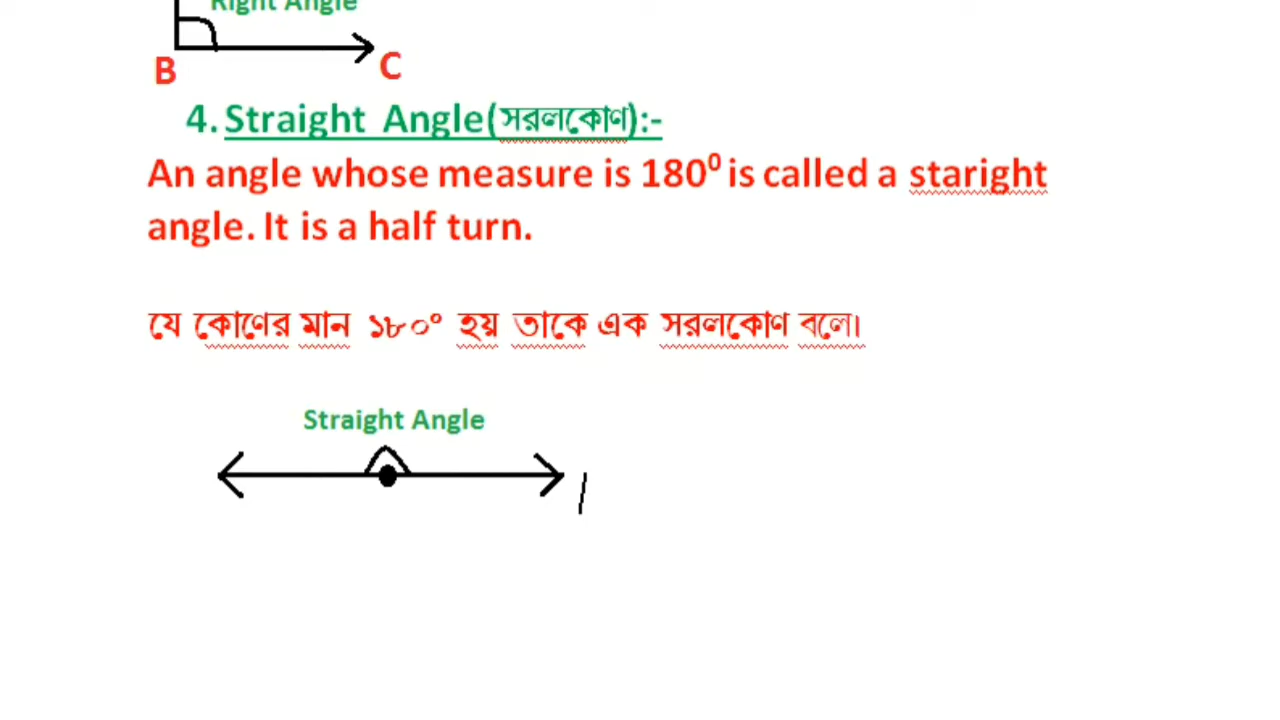 Right Angle
B
C
4. Straight Angle(সরলকোণ):-
An angle whose measure is 180⁰ is called a staright
angle. It is a half turn.
যে কোণের মান ১৮০° হয় তাকে এক সরলকোণ বলে।
Straight Angle